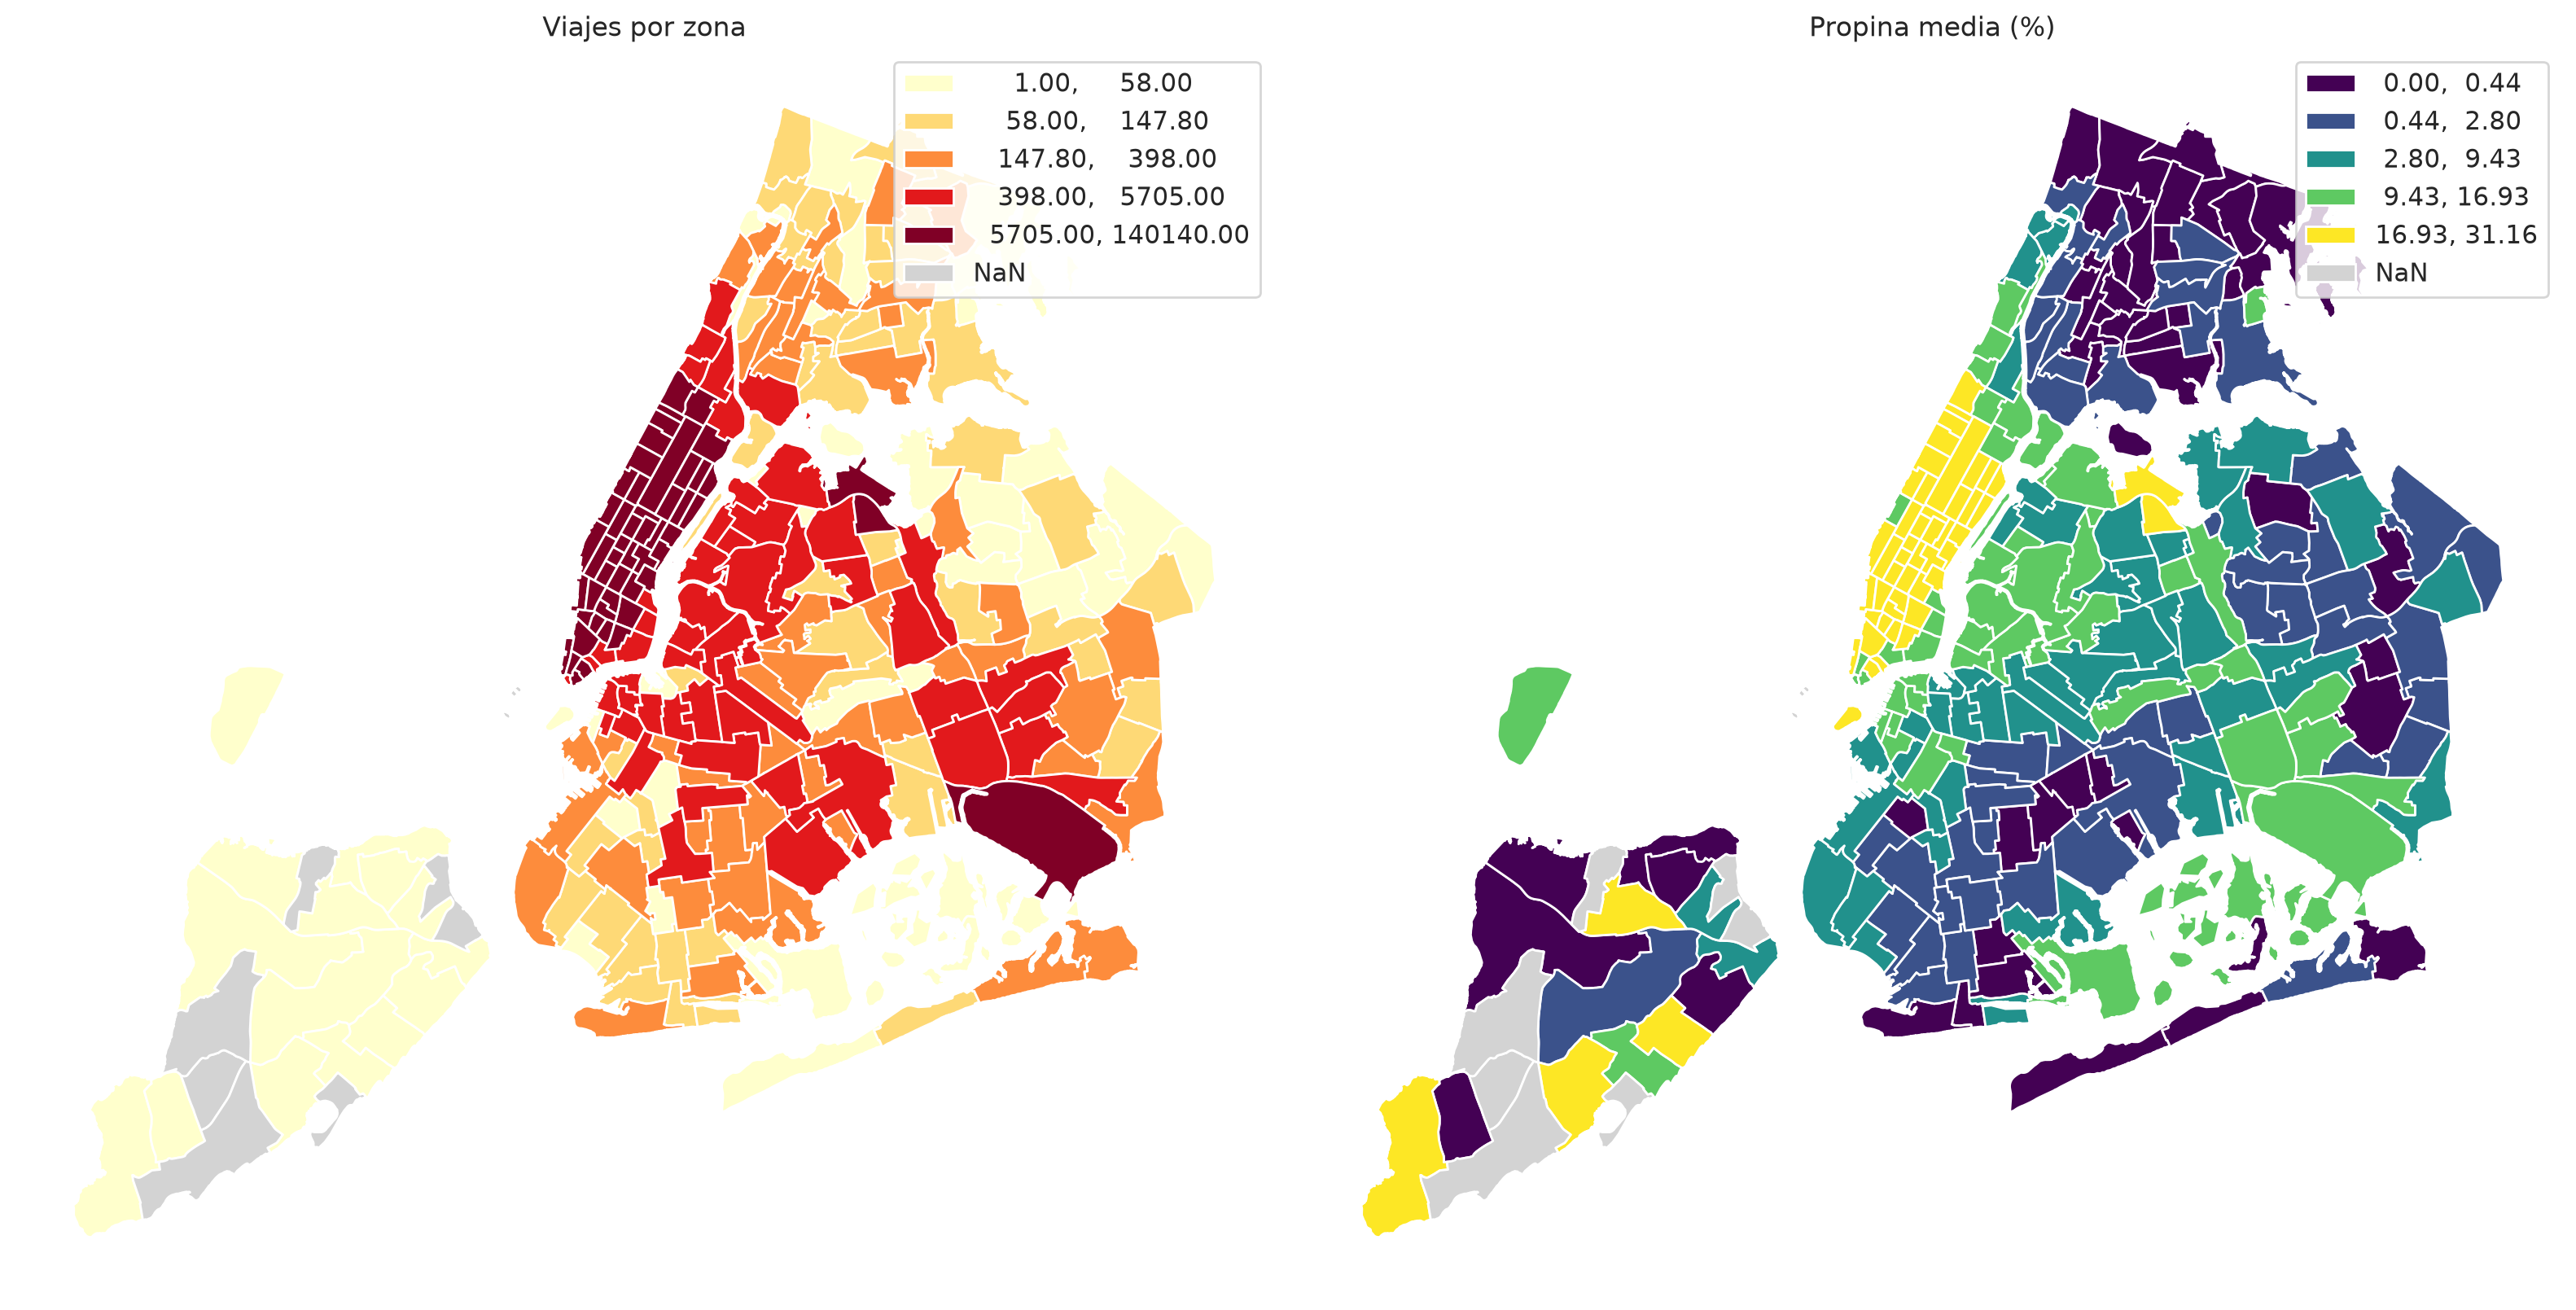 Viajes por zona
1.00, 58.00
58.00, 147.80
147.80, 398.00
398.00, 5705.00
5705.00, 140140.00
NaN
Propina media (%)
0.00, 0.44
0.44, 2.80
2.80, 9.43
9.43, 16.93
16.93, 31.16
NaN